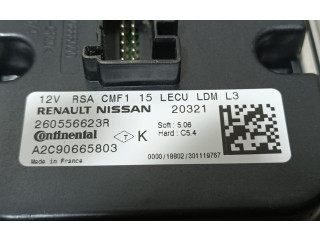 12V RSA CMF1 15 LECU LDM L3
RENAULT NISSAN 20321
260556623R Soft: 5.06
Continental T K Hard: C5.4
A2C90665803
Made in France 0000/18802/301119767